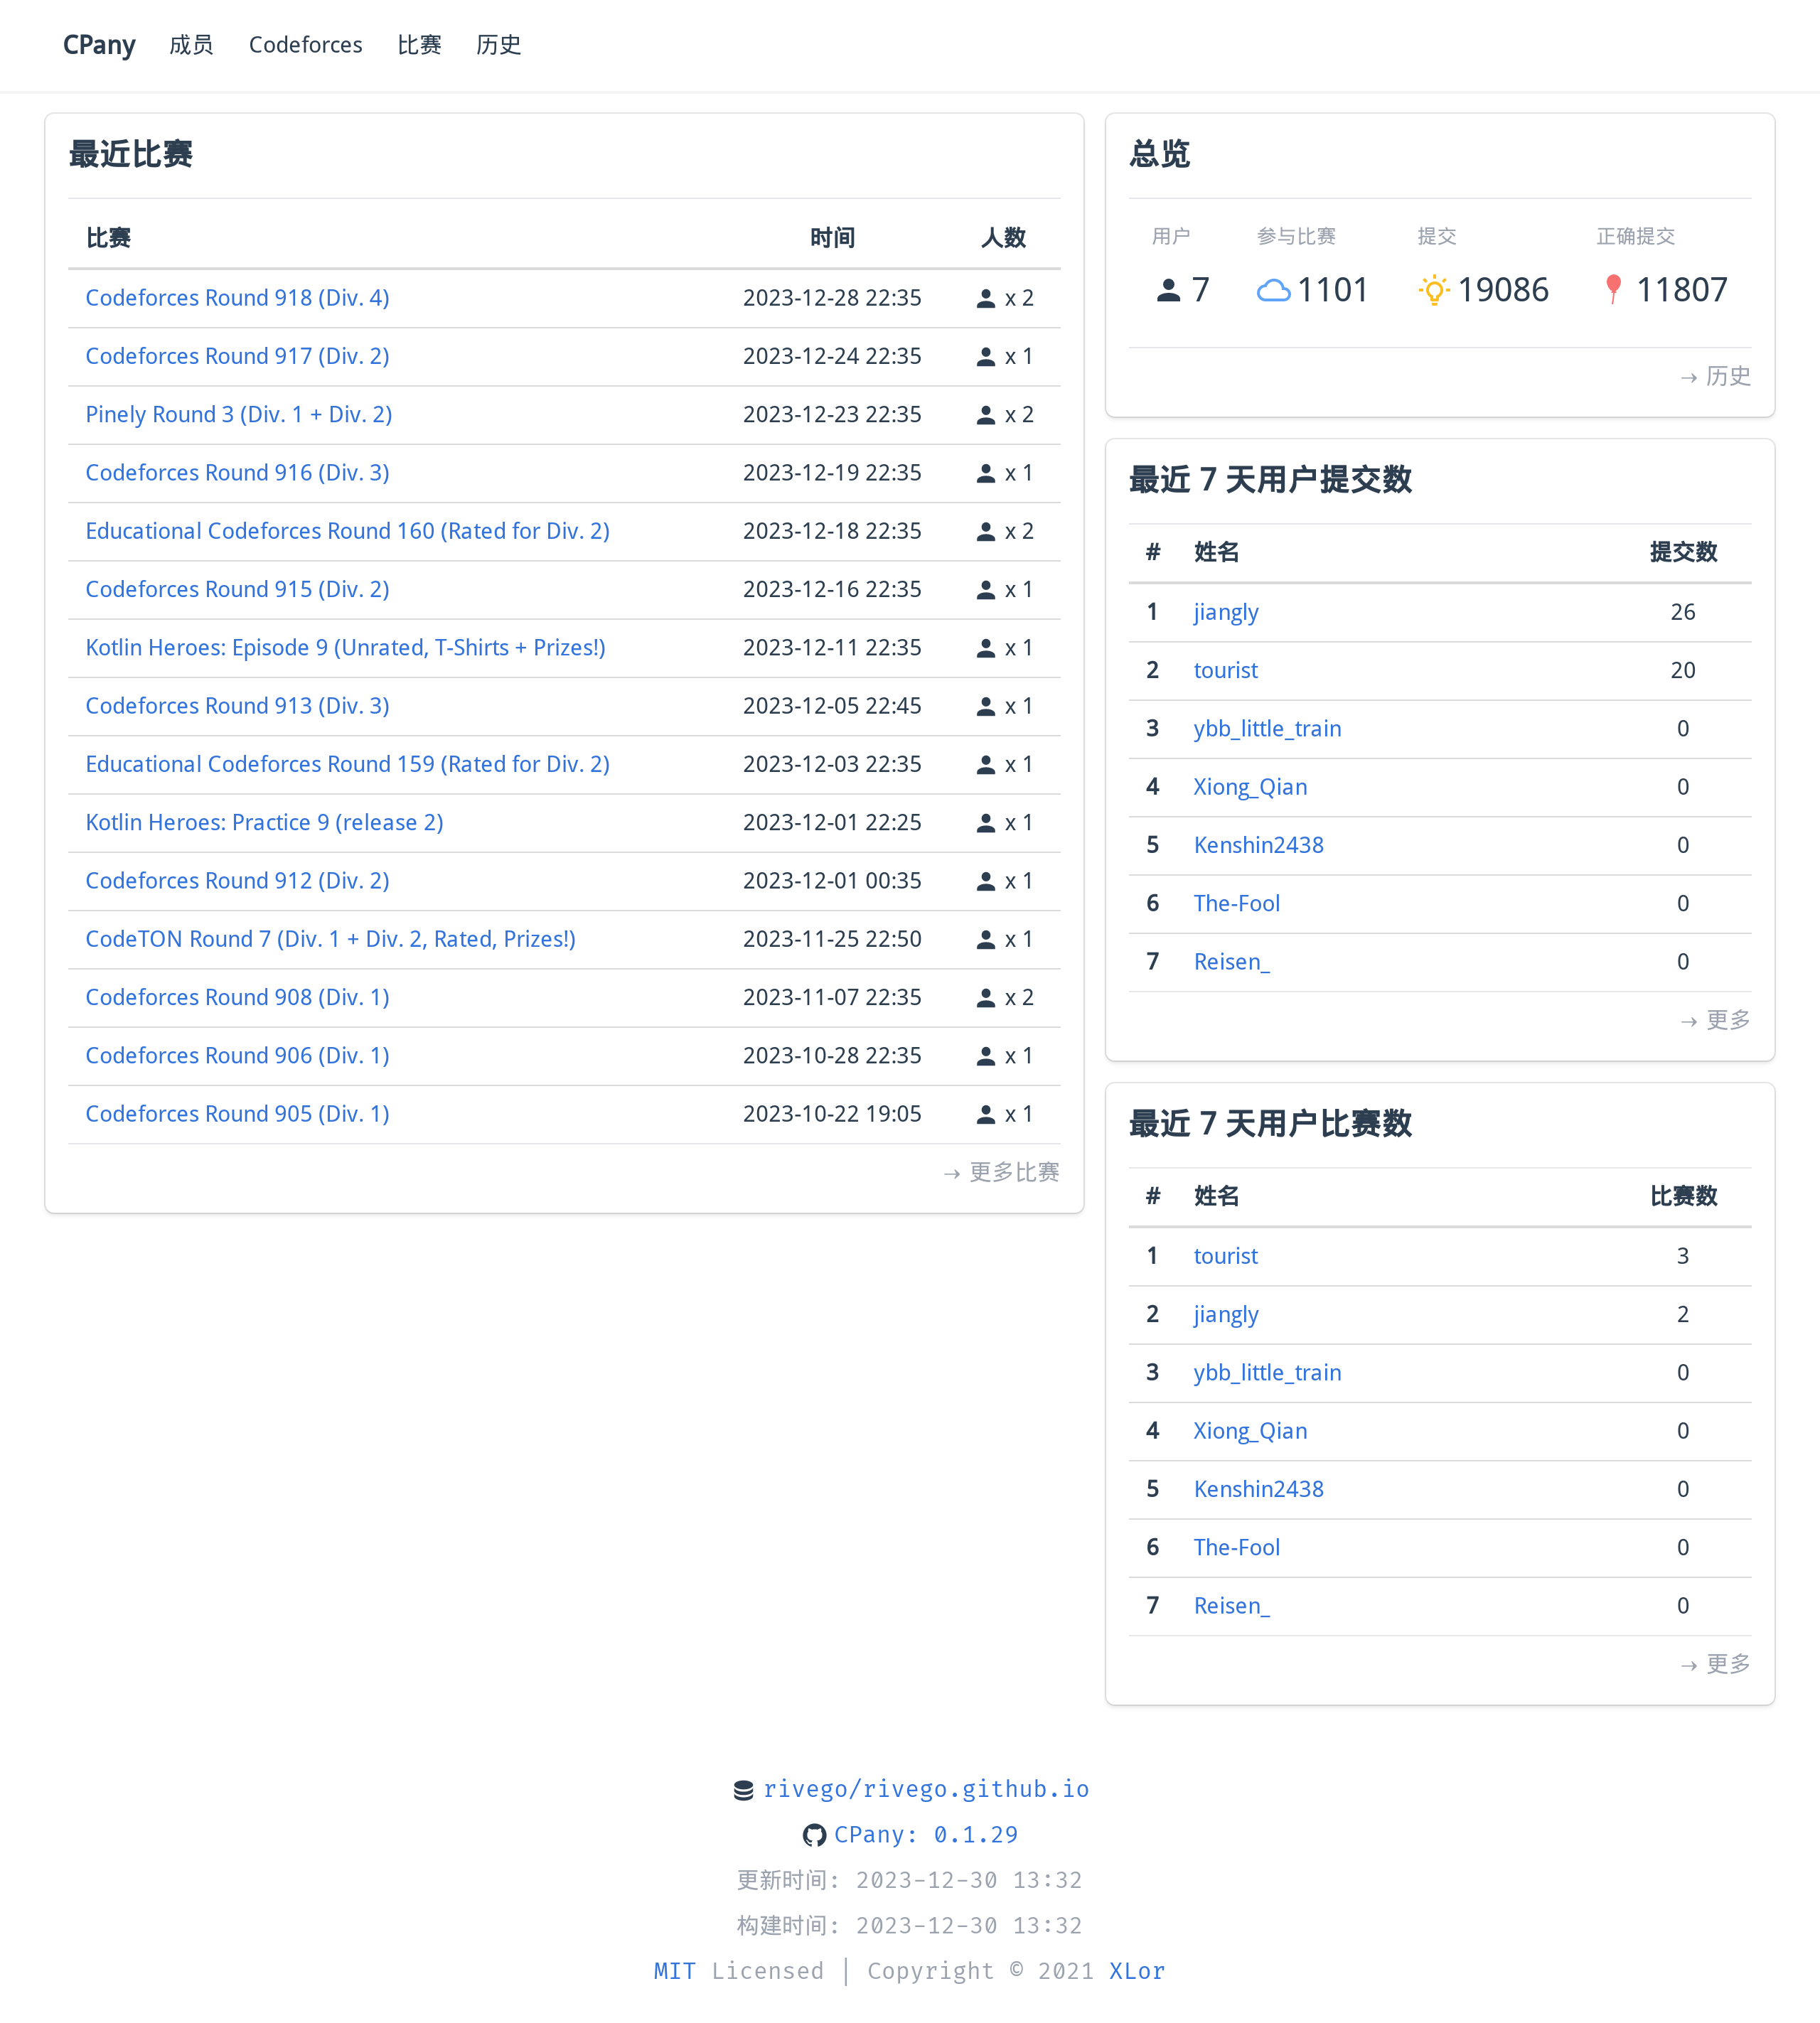 CPany 成员 Codeforces 比赛 历史
最近比赛
比赛 时间 人数
Codeforces Round 918 (Div. 4) 2023-12-28 22:35 x 2
Codeforces Round 917 (Div. 2) 2023-12-24 22:35 x 1
Pinely Round 3 (Div. 1 + Div. 2) 2023-12-23 22:35 x 2
Codeforces Round 916 (Div. 3) 2023-12-19 22:35 x 1
Educational Codeforces Round 160 (Rated for Div. 2) 2023-12-18 22:35 x 2
Codeforces Round 915 (Div. 2) 2023-12-16 22:35 x 1
Kotlin Heroes: Episode 9 (Unrated, T-Shirts + Prizes!) 2023-12-11 22:35 x 1
Codeforces Round 913 (Div. 3) 2023-12-05 22:45 x 1
Educational Codeforces Round 159 (Rated for Div. 2) 2023-12-03 22:35 x 1
Kotlin Heroes: Practice 9 (release 2) 2023-12-01 22:25 x 1
Codeforces Round 912 (Div. 2) 2023-12-01 00:35 x 1
CodeTON Round 7 (Div. 1 + Div. 2, Rated, Prizes!) 2023-11-25 22:50 x 1
Codeforces Round 908 (Div. 1) 2023-11-07 22:35 x 2
Codeforces Round 906 (Div. 1) 2023-10-28 22:35 x 1
Codeforces Round 905 (Div. 1) 2023-10-22 19:05 x 1
→ 更多比赛
总览
用户 参与比赛 提交 正确提交
7 1101 19086 11807
→ 历史
最近 7 天用户提交数
# 姓名 提交数
1 jiangly 26
2 tourist 20
3 ybb_little_train 0
4 Xiong_Qian 0
5 Kenshin2438 0
6 The-Fool 0
7 Reisen_ 0
→ 更多
最近 7 天用户比赛数
# 姓名 比赛数
1 tourist 3
2 jiangly 2
3 ybb_little_train 0
4 Xiong_Qian 0
5 Kenshin2438 0
6 The-Fool 0
7 Reisen_ 0
→ 更多
rivego/rivego.github.io
CPany: 0.1.29
更新时间: 2023-12-30 13:32
构建时间: 2023-12-30 13:32
MIT Licensed | Copyright © 2021 XLor